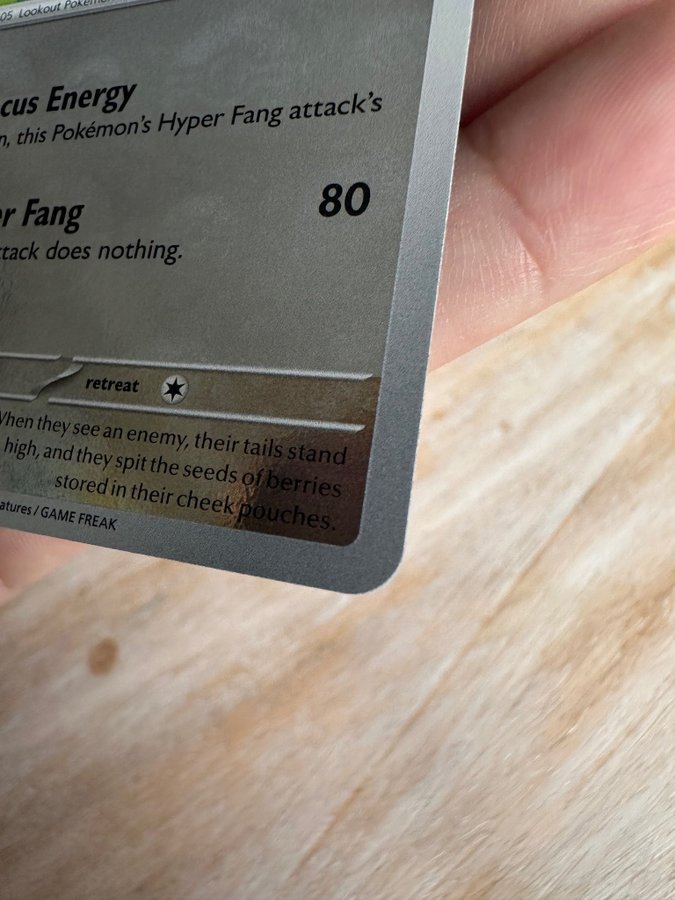 05 Lookout Pokémon
cus Energy
n, this Pokémon's Hyper Fang attack's
er Fang 80
ttack does nothing.
retreat
When they see an enemy, their tails stand
high, and they spit the seeds of berries
stored in their cheek pouches.
atures / GAME FREAK